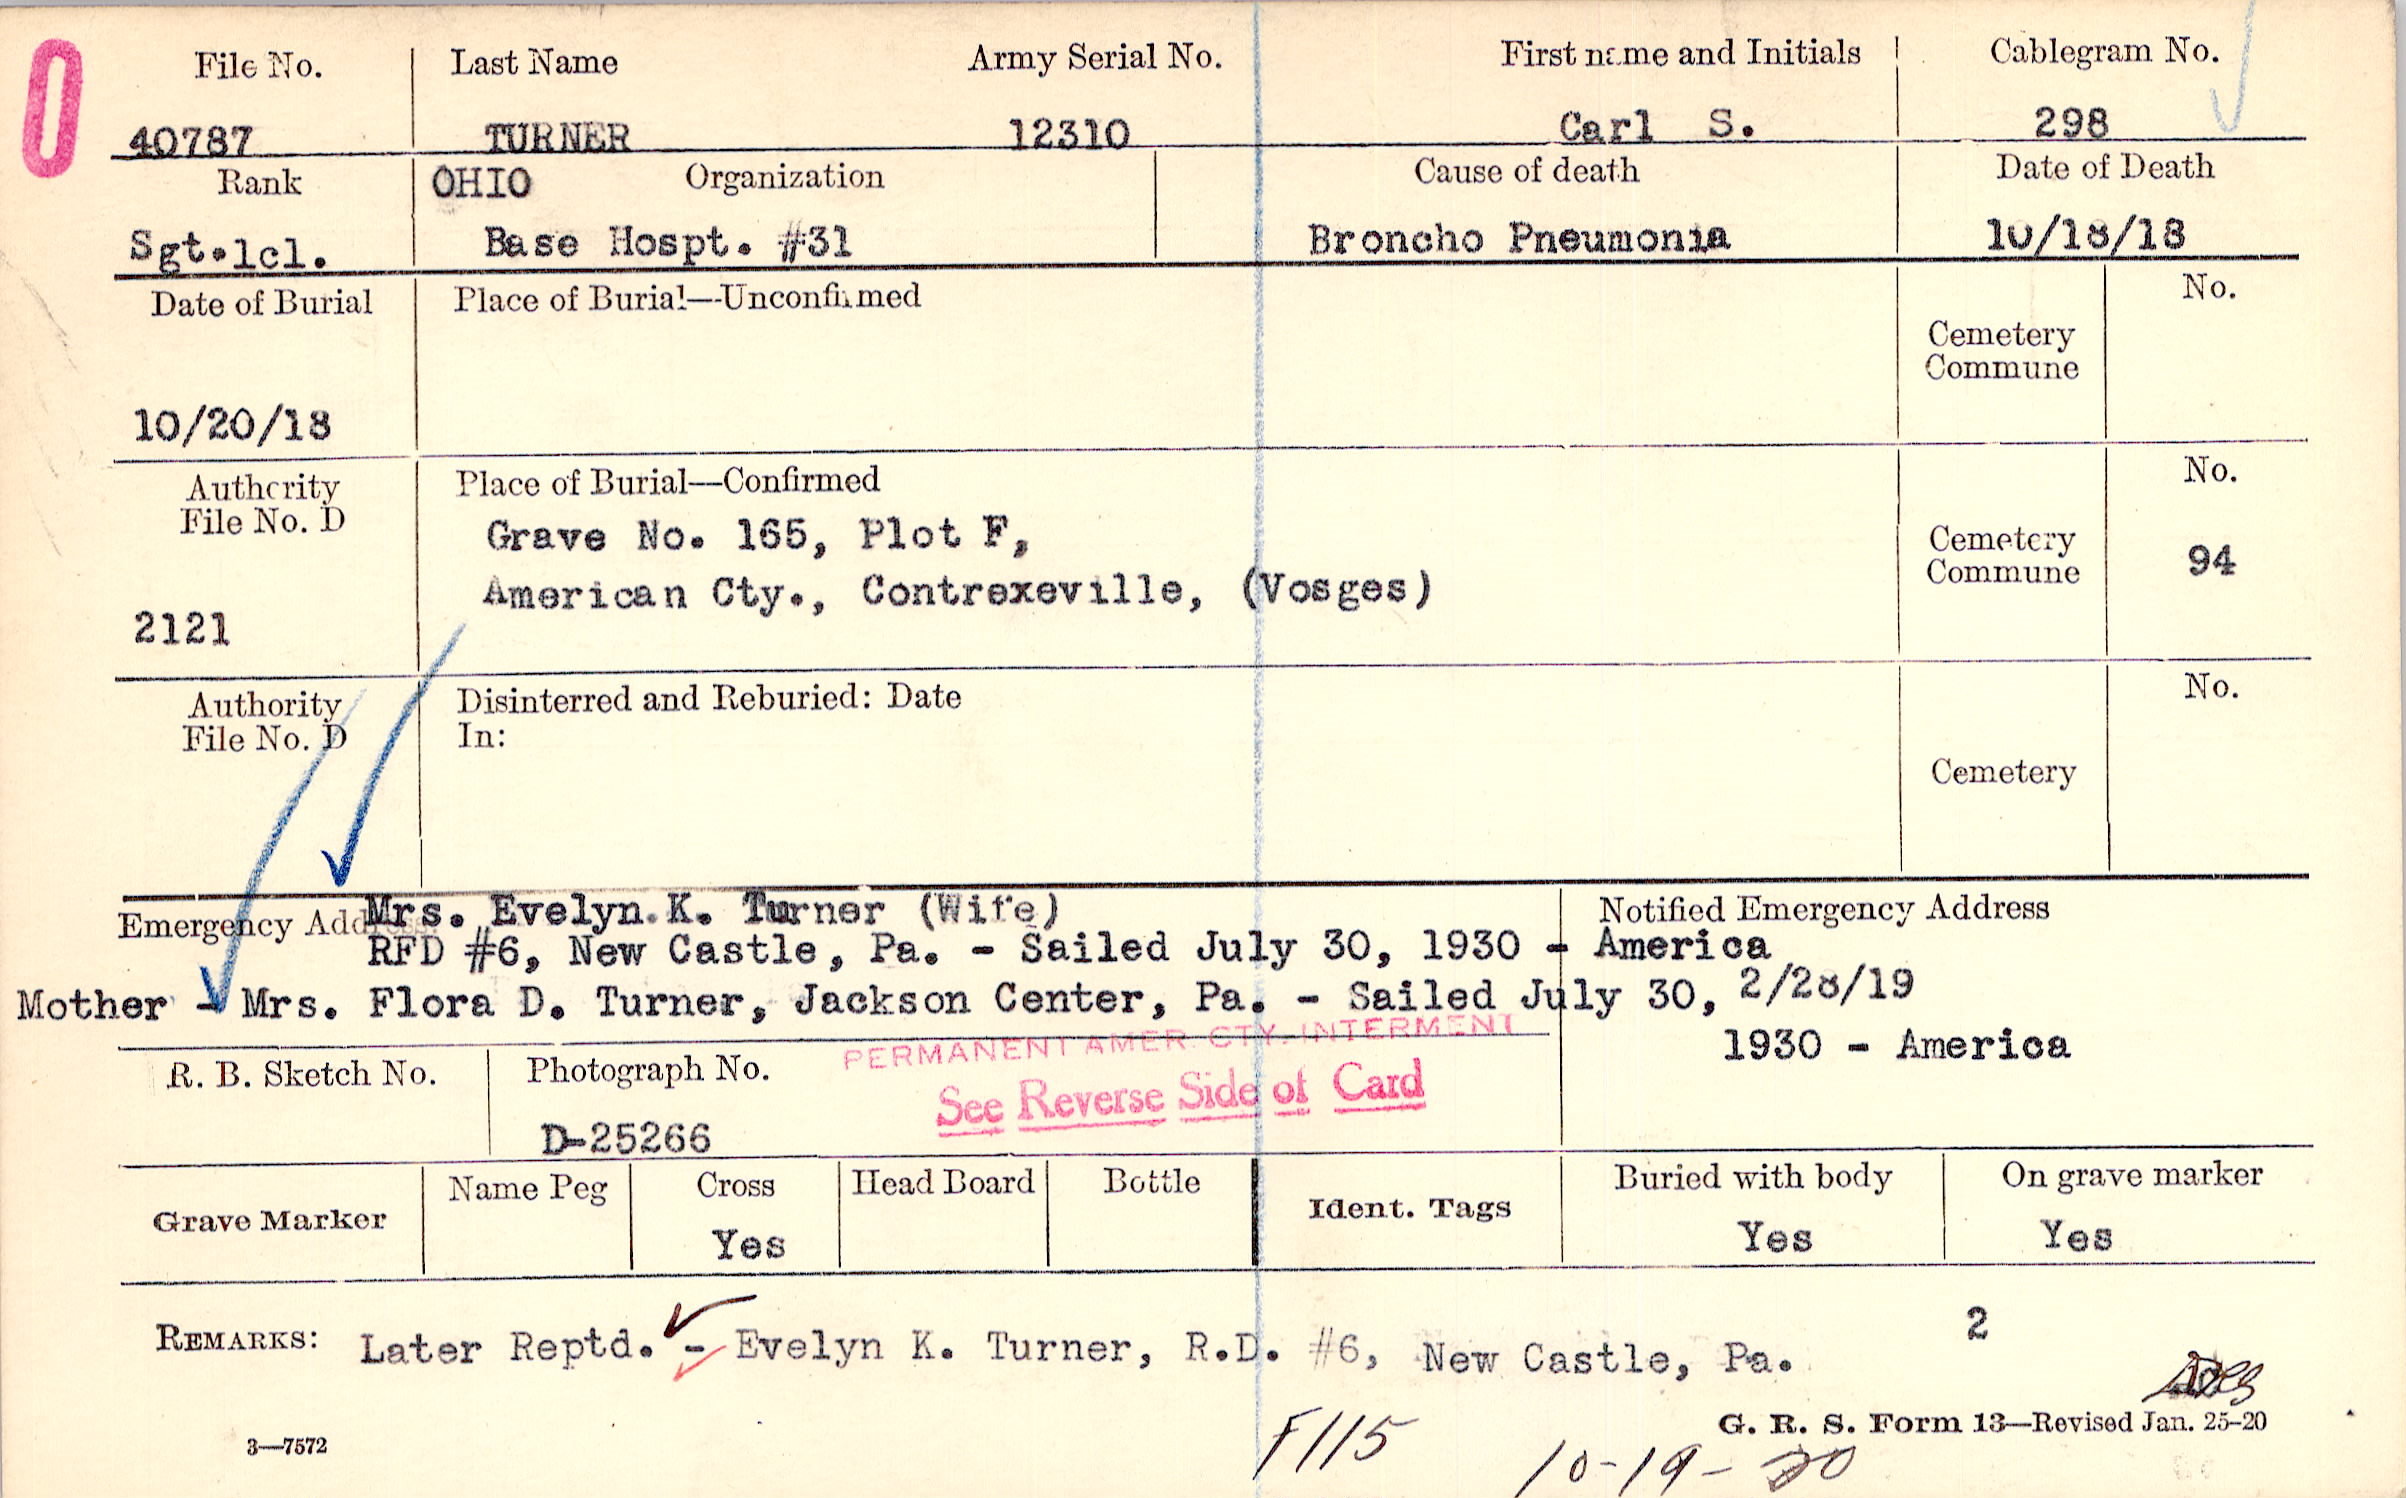 0
File No. Last Name Army Serial No. First name and Initials Cablegram No.
40787 TURNER 12310 Carl S. 298
Rank OHIO Organization Cause of death Date of Death
Sgt.1cl. Base Hospt. #31 Broncho Pneumonia 10/18/18
Date of Burial Place of Burial—Unconfirmed No.
Cemetery
Commune
10/20/18
Authority Place of Burial—Confirmed No.
File No. D
Grave No. 165, Plot F,
Cemetery
Commune 94
American Cty., Contrexeville, (Vosges)
2121
Authority Disinterred and Reburied: Date No.
File No. D In:
Cemetery
Emergency Address: Mrs. Evelyn K. Turner (Wife) Notified Emergency Address
RFD #6, New Castle, Pa. - Sailed July 30, 1930 - America
Mother - Mrs. Flora D. Turner, Jackson Center, Pa. - Sailed July 30, 2/28/19
1930 - America
PERMANENT AMER. CTY. INTERMENT
R. B. Sketch No. Photograph No. See Reverse Side of Card
D-25266
Grave Marker Name Peg Cross Head Board Bottle Ident. Tags Buried with body On grave marker
Yes Yes Yes
2
REMARKS: Later Reptd. - Evelyn K. Turner, R.D. #6, New Castle, Pa.
G. R. S. Form 13—Revised Jan. 25-20
3—7572
F115
10-19-20